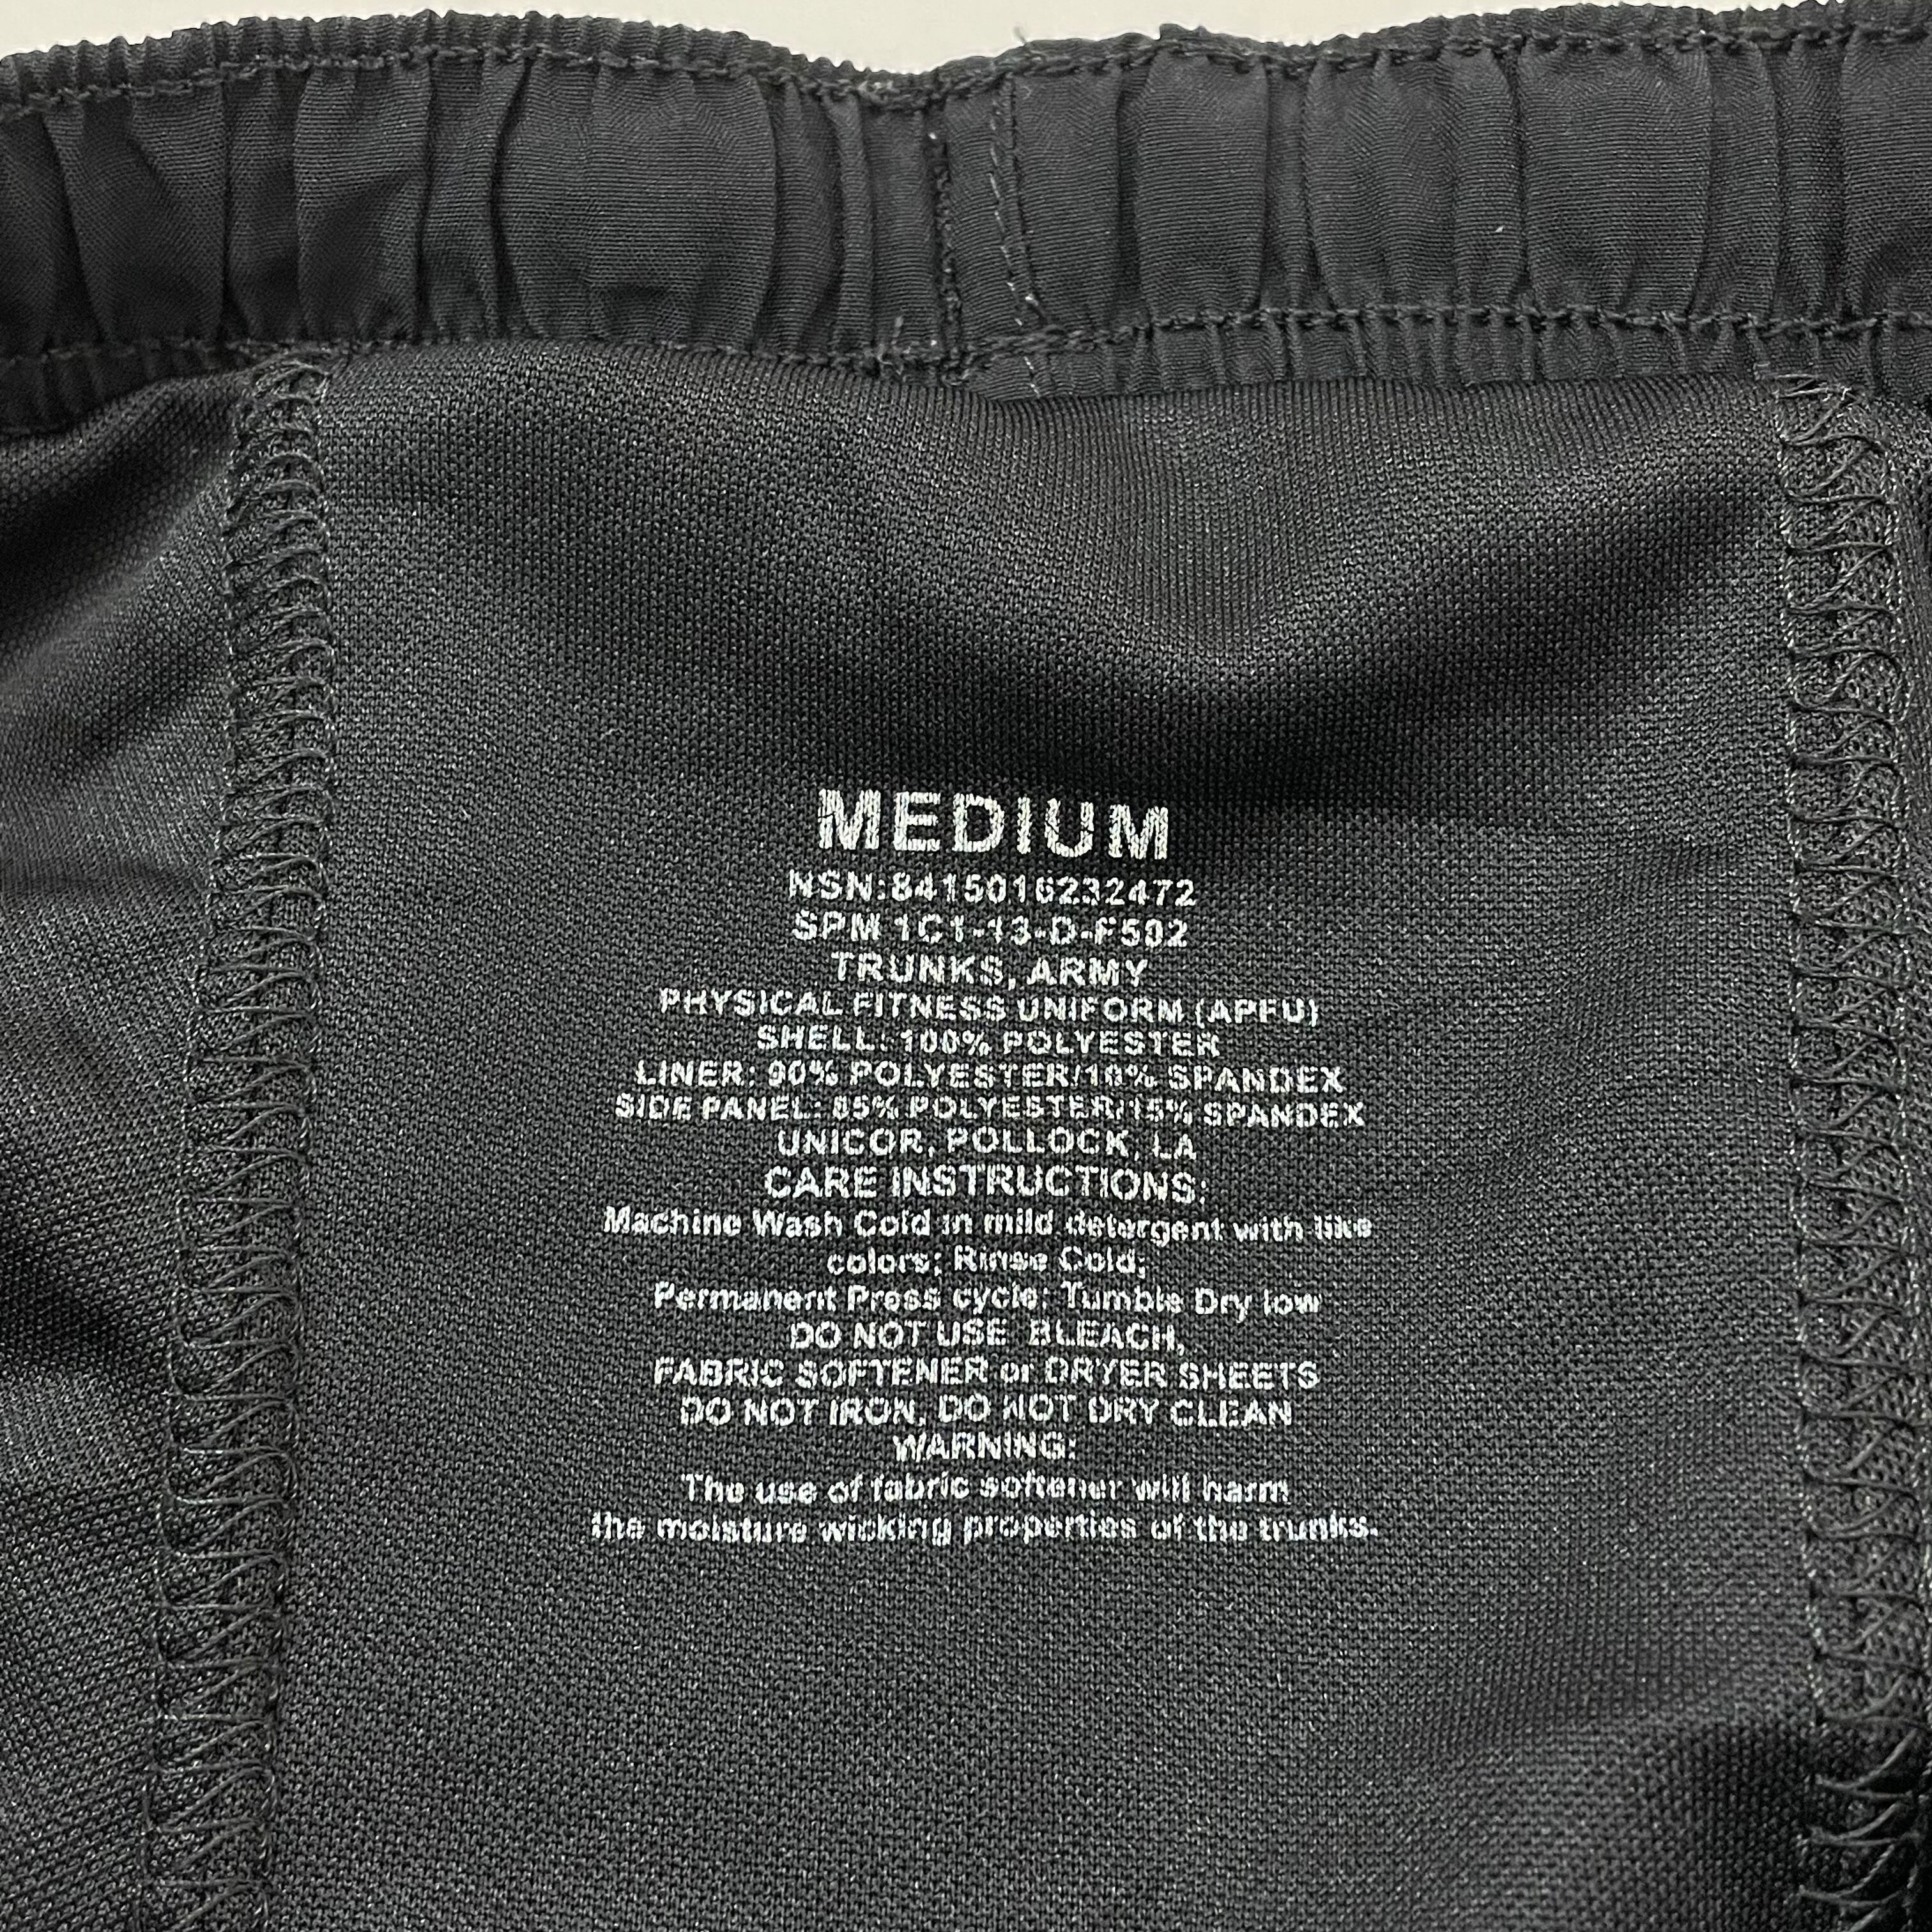 MEDIUM
NSN:8415016232472
SPM 1C1-13-D-F502
TRUNKS, ARMY
PHYSICAL FITNESS UNIFORM (APFU)
SHELL: 100% POLYESTER
LINER: 90% POLYESTER/10% SPANDEX
SIDE PANEL: 85% POLYESTER/15% SPANDEX
UNICOR, POLLOCK, LA
CARE INSTRUCTIONS:
Machine Wash Cold in mild detergent with like
colors; Rinse Cold;
Permanent Press cycle; Tumble Dry low
DO NOT USE BLEACH,
FABRIC SOFTENER or DRYER SHEETS
DO NOT IRON, DO NOT DRY CLEAN
WARNING:
The use of fabric softener will harm
the moisture wicking properties of the trunks.